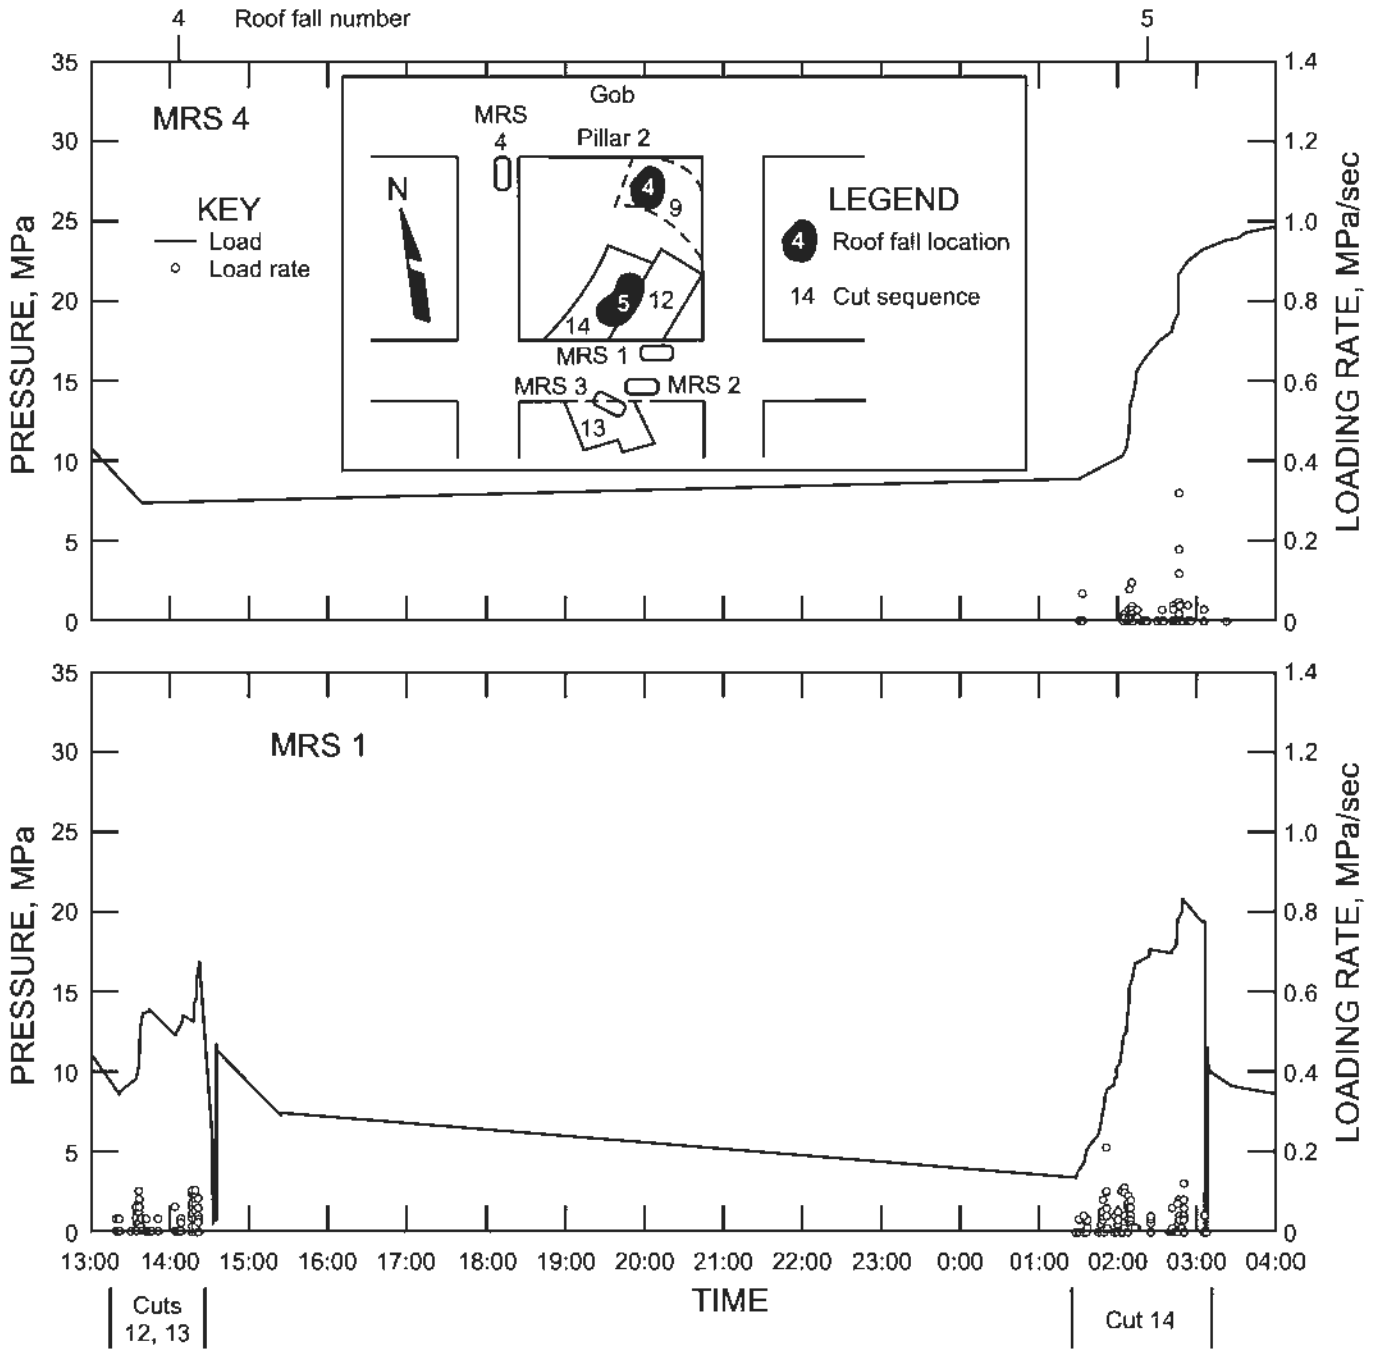 4 Roof fall number 5
35 1.4
MRS 4
30 1.2
25 1.0
20 0.8
15 0.6
10 0.4
5 0.2
0 0
PRESSURE, MPa
LOADING RATE, MPa/sec
KEY
Load
Load rate
Gob
MRS
4
Pillar 2
N
4
9
5
12
14
MRS 1
MRS 3
MRS 2
13
LEGEND
4 Roof fall location
14 Cut sequence
35 1.4
MRS 1
30 1.2
25 1.0
20 0.8
15 0.6
10 0.4
5 0.2
0 0
PRESSURE, MPa
LOADING RATE, MPa/sec
13:00 14:00 15:00 16:00 17:00 18:00 19:00 20:00 21:00 22:00 23:00 0:00 01:00 02:00 03:00 04:00
TIME
Cuts
12, 13
Cut 14